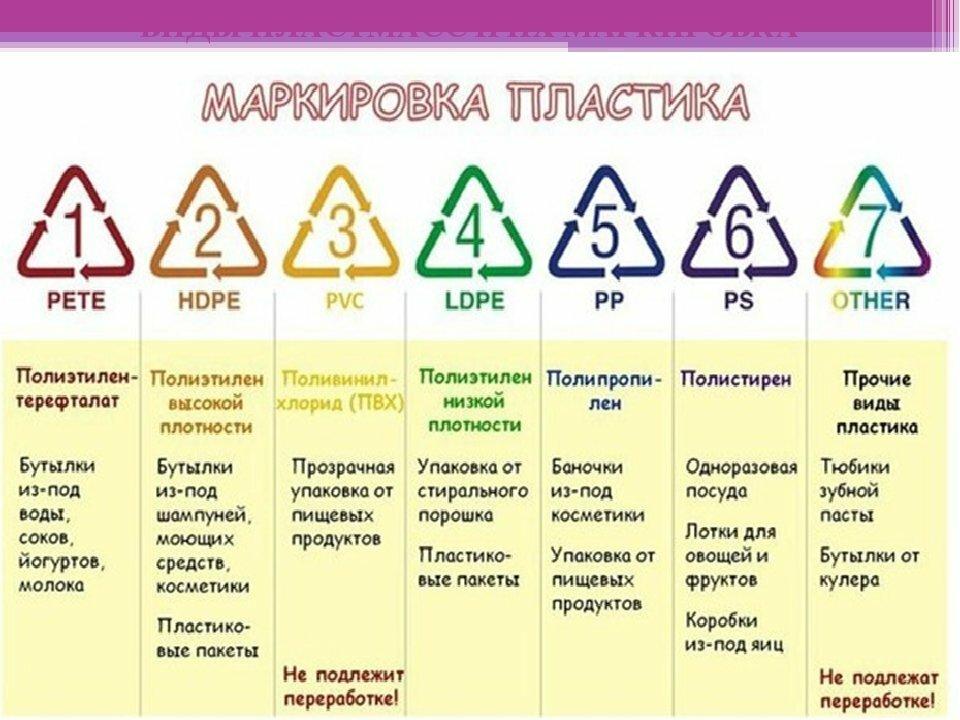 ВИДЫ ПЛАСТМАСС И ИХ МАРКИРОВКА
МАРКИРОВКА ПЛАСТИКА
1
PETE
2
HDPE
3
PVC
4
LDPE
5
PP
6
PS
7
OTHER
Полиэтилен-
терефталат
Бутылки
из-под
воды,
соков,
йогуртов,
молока
Полиэтилен
высокой
плотности
Бутылки
из-под
шампуней,
моющих
средств,
косметики
Пластико-
вые пакеты
Поливинил-
хлорид (ПВХ)
Прозрачная
упаковка от
пищевых
продуктов
Не подлежит
переработке!
Полиэтилен
низкой
плотности
Упаковка от
стирального
порошка
Пластико-
вые пакеты
Полипропи-
лен
Баночки
из-под
косметики
Упаковка от
пищевых
продуктов
Полистирен
Одноразовая
посуда
Лотки для
овощей и
фруктов
Коробки
из-под яиц
Прочие
виды
пластика
Тюбики
зубной
пасты
Бутылки от
кулера
Не подлежат
переработке!